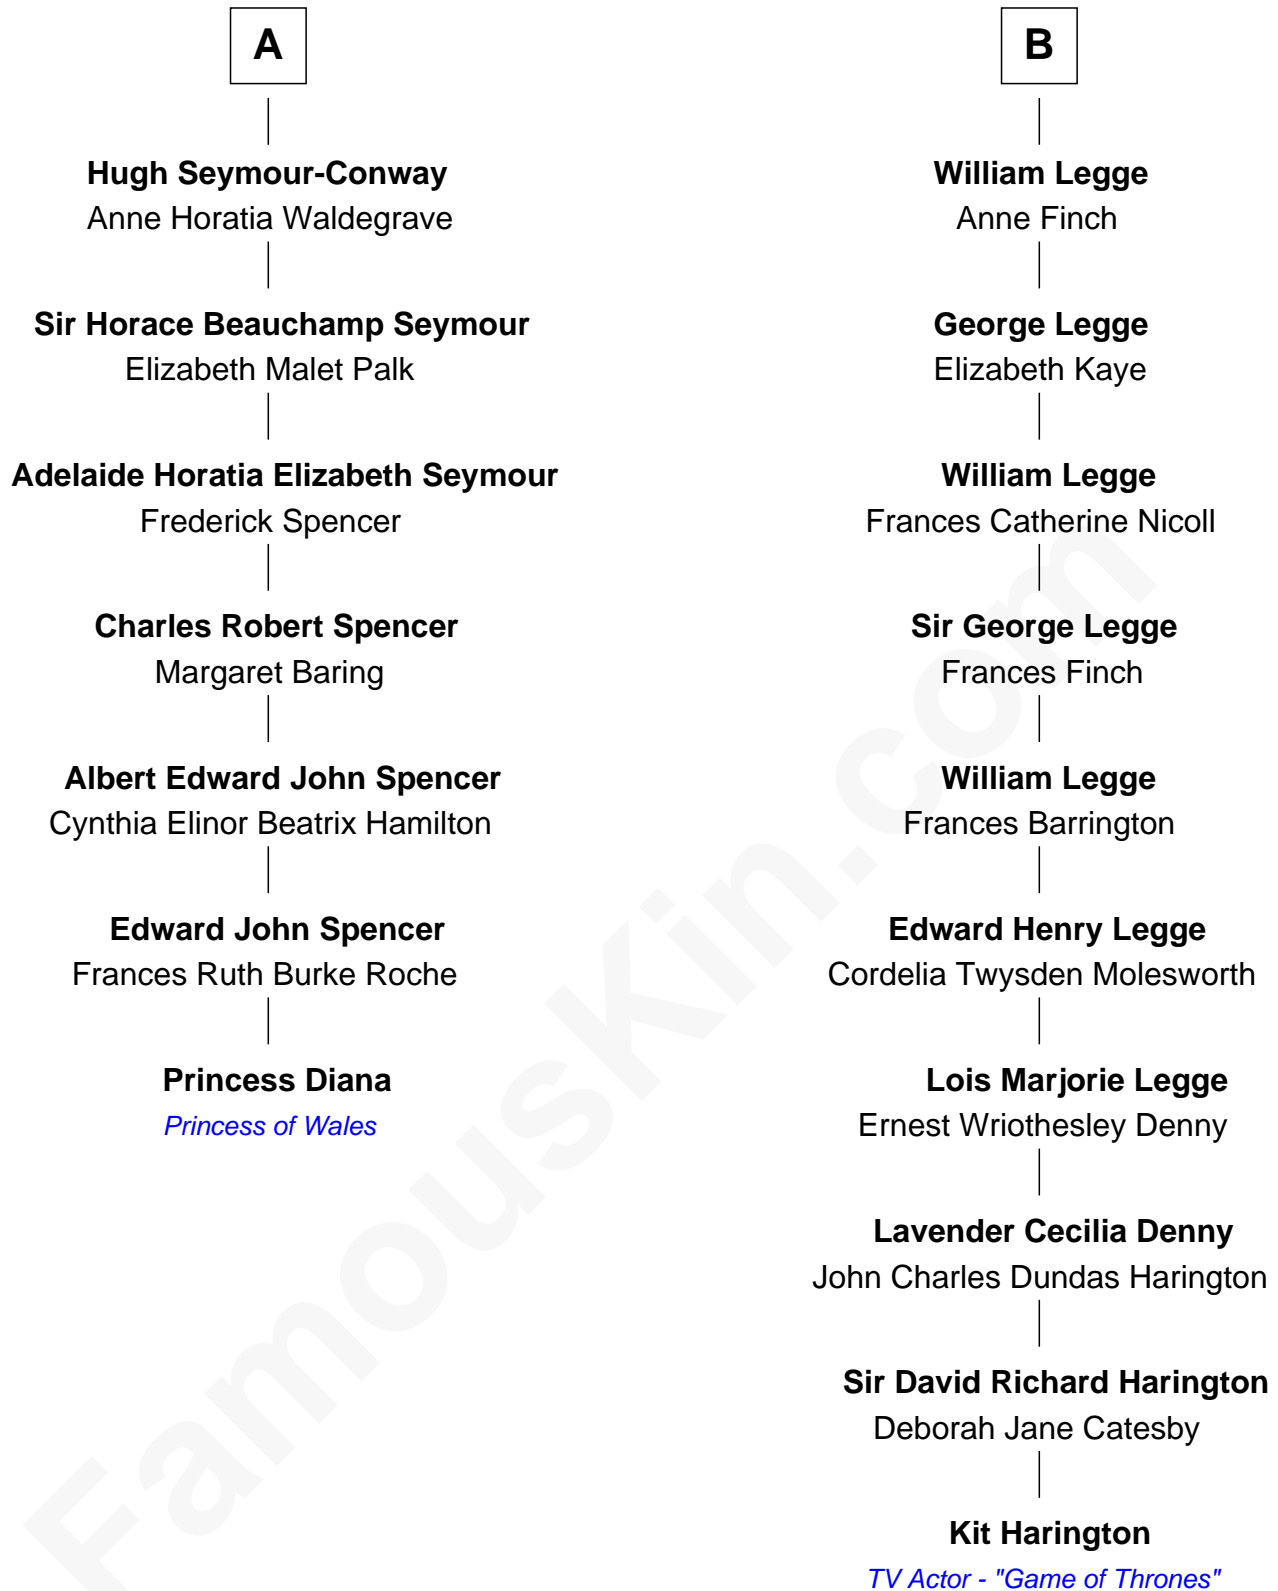 A
Hugh Seymour-Conway
Anne Horatia Waldegrave
Sir Horace Beauchamp Seymour
Elizabeth Malet Palk
Adelaide Horatia Elizabeth Seymour
Frederick Spencer
Charles Robert Spencer
Margaret Baring
Albert Edward John Spencer
Cynthia Elinor Beatrix Hamilton
Edward John Spencer
Frances Ruth Burke Roche
Princess Diana
Princess of Wales
B
William Legge
Anne Finch
George Legge
Elizabeth Kaye
William Legge
Frances Catherine Nicoll
Sir George Legge
Frances Finch
William Legge
Frances Barrington
Edward Henry Legge
Cordelia Twysden Molesworth
Lois Marjorie Legge
Ernest Wriothesley Denny
Lavender Cecilia Denny
John Charles Dundas Harington
Sir David Richard Harington
Deborah Jane Catesby
Kit Harington
TV Actor - "Game of Thrones"
FamousKin.com